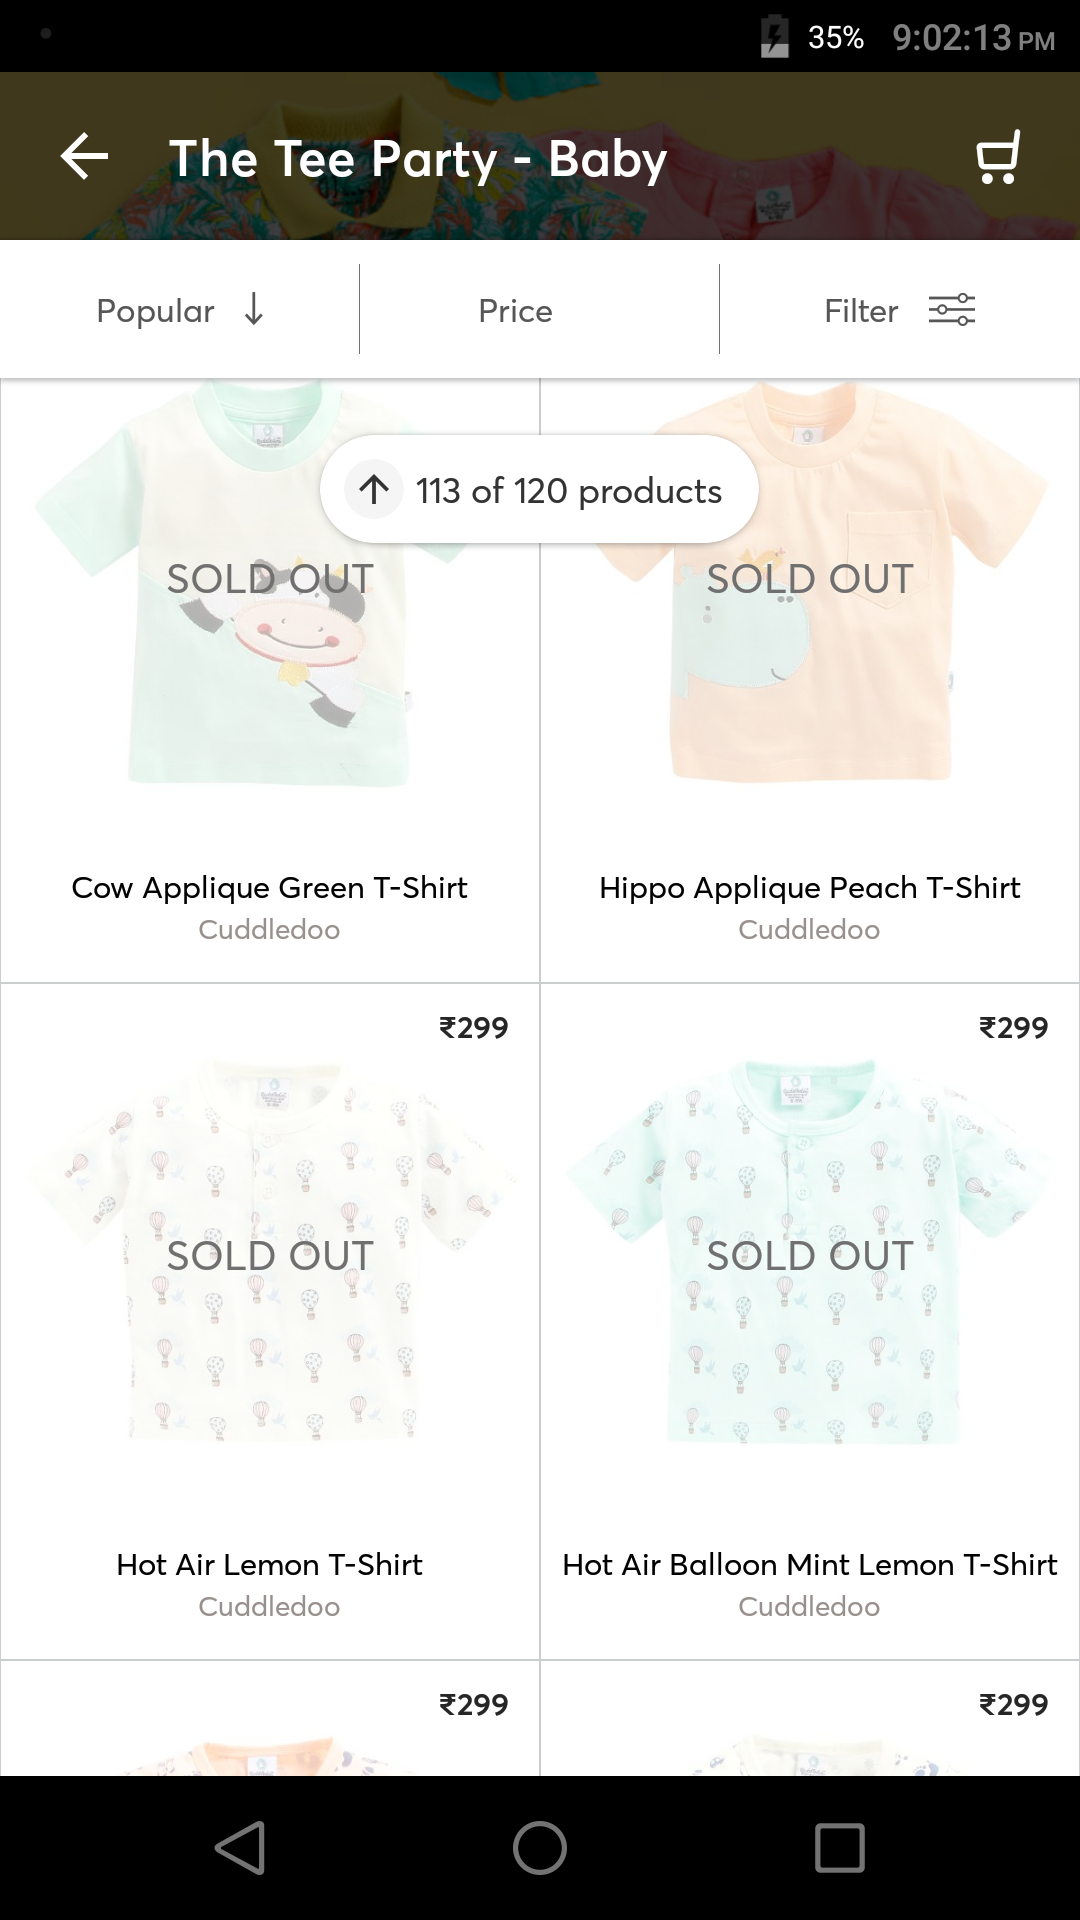 35% 9:02:13 PM
The Tee Party - Baby
Popular Price Filter
113 of 120 products
SOLD OUT SOLD OUT
Cow Applique Green T-Shirt Hippo Applique Peach T-Shirt
Cuddledoo Cuddledoo
₹299 ₹299
SOLD OUT SOLD OUT
Hot Air Lemon T-Shirt Hot Air Balloon Mint Lemon T-Shirt
Cuddledoo Cuddledoo
₹299 ₹299